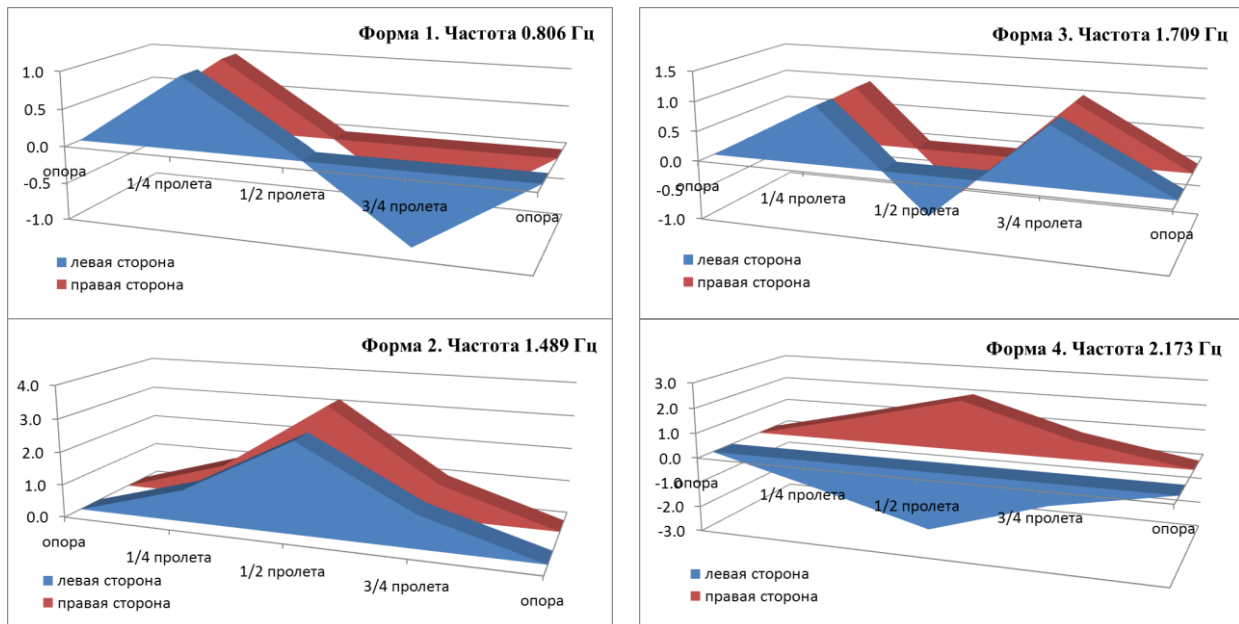 Форма 1. Частота 0.806 Гц
1.0
0.5
0.0
-0.5
-1.0
опора
1/4 пролета
1/2 пролета
3/4 пролета
опора
левая сторона
правая сторона
Форма 3. Частота 1.709 Гц
1.5
1.0
0.5
0.0
-0.5
-1.0
опора
1/4 пролета
1/2 пролета
3/4 пролета
опора
левая сторона
правая сторона
Форма 2. Частота 1.489 Гц
4.0
3.0
2.0
1.0
0.0
опора
1/4 пролета
1/2 пролета
3/4 пролета
опора
левая сторона
правая сторона
Форма 4. Частота 2.173 Гц
3.0
2.0
1.0
0.0
-1.0
-2.0
-3.0
опора
1/4 пролета
1/2 пролета
3/4 пролета
опора
левая сторона
правая сторона